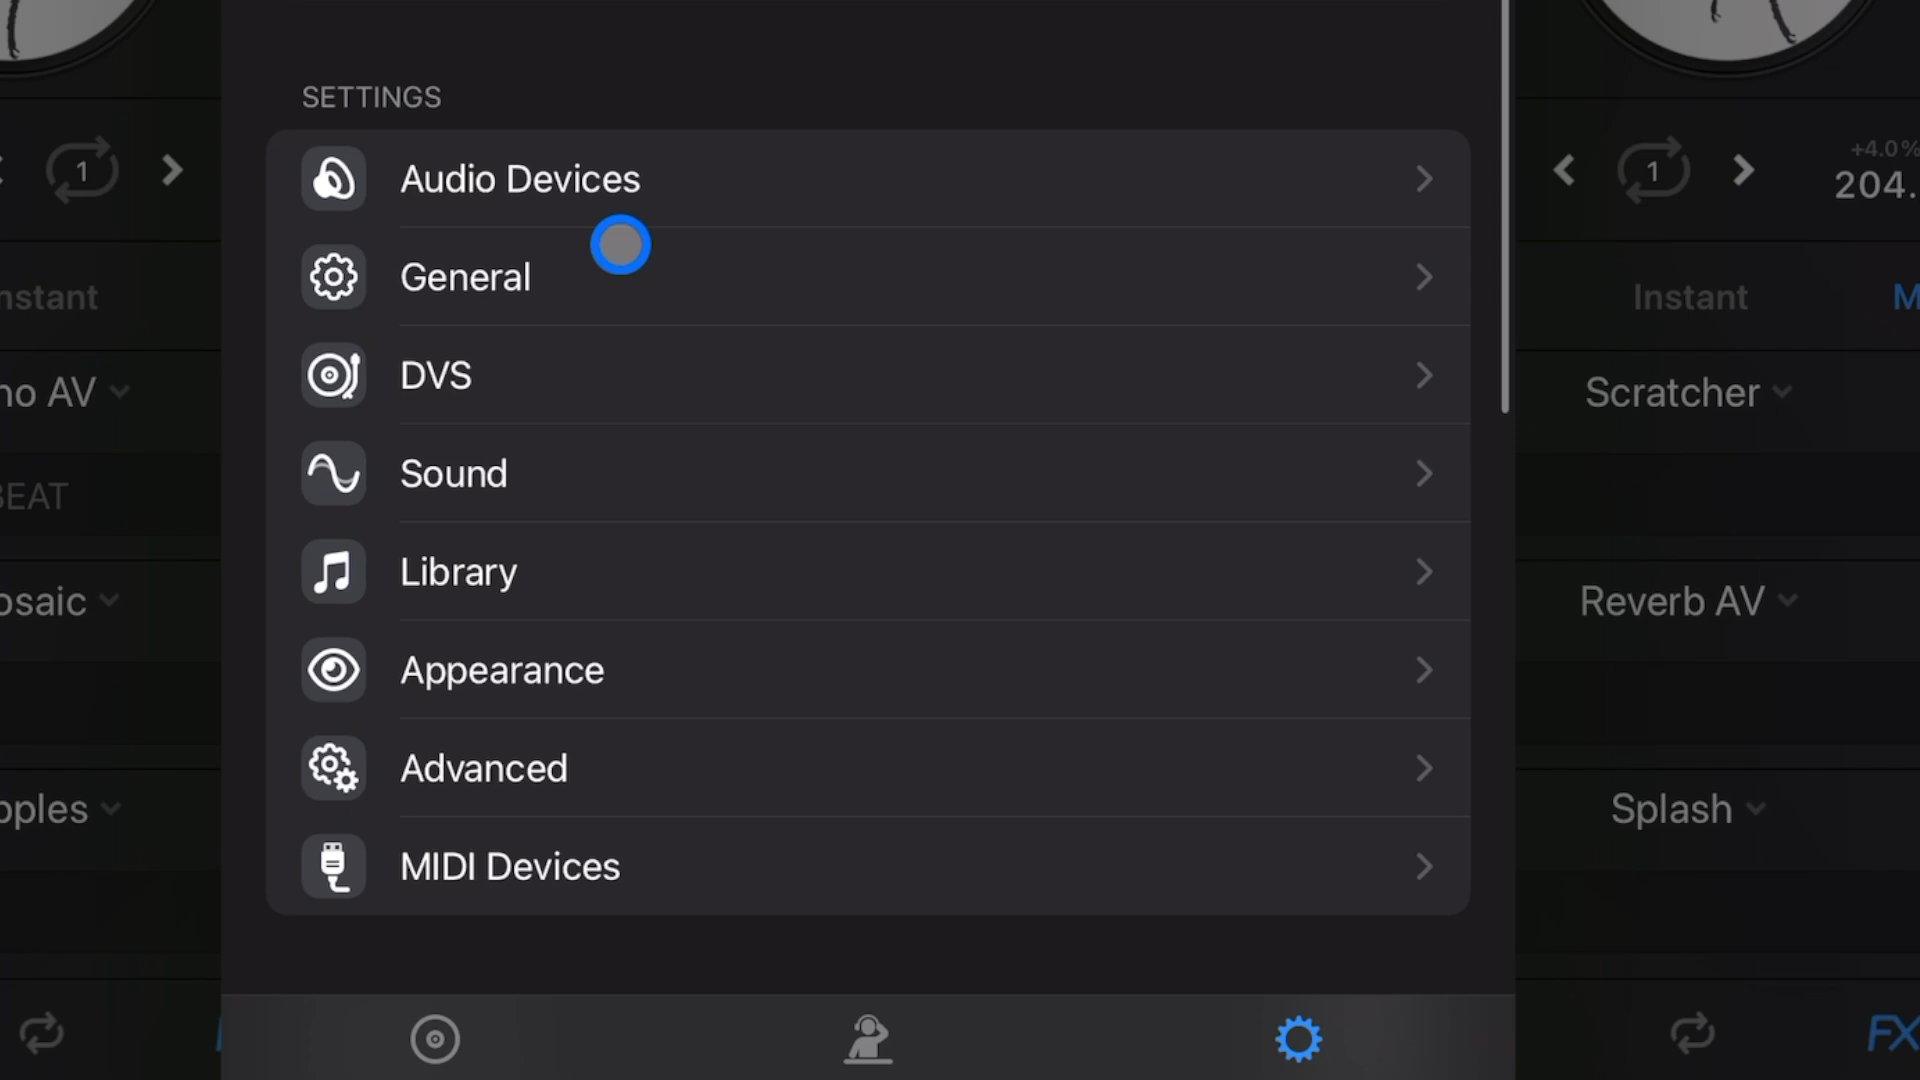 SETTINGS
Audio Devices
General
DVS
Sound
Library
Appearance
Advanced
MIDI Devices
1
nstant
no AV
BEAT
osaic
pples
1
+4.0%
204.
Instant
M
Scratcher
Reverb AV
Splash
FX